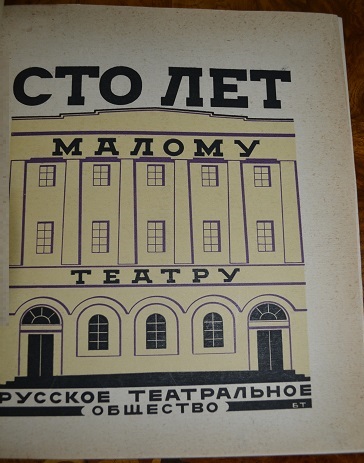 СТО ЛЕТ
МАЛОМУ
ТЕАТРУ
РУССКОЕ ТЕАТРАЛЬНОЕ
ОБЩЕСТВО
БТ